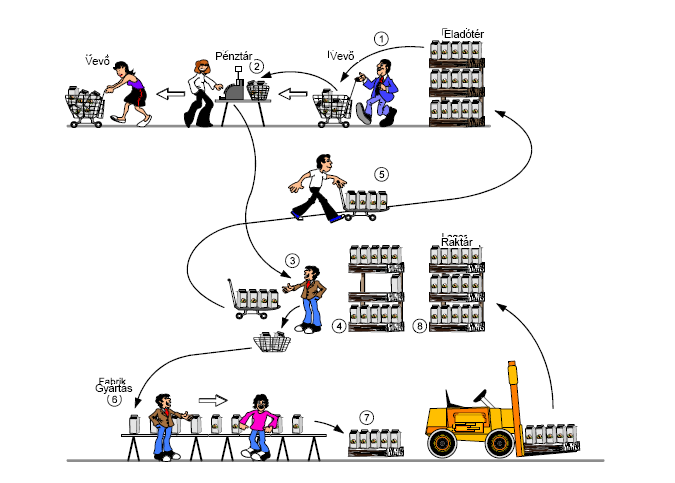 Eladótér
1
Vevő
Pénztár
2
Vevő
5
3
Raktár
4
8
Gyártás
6
7